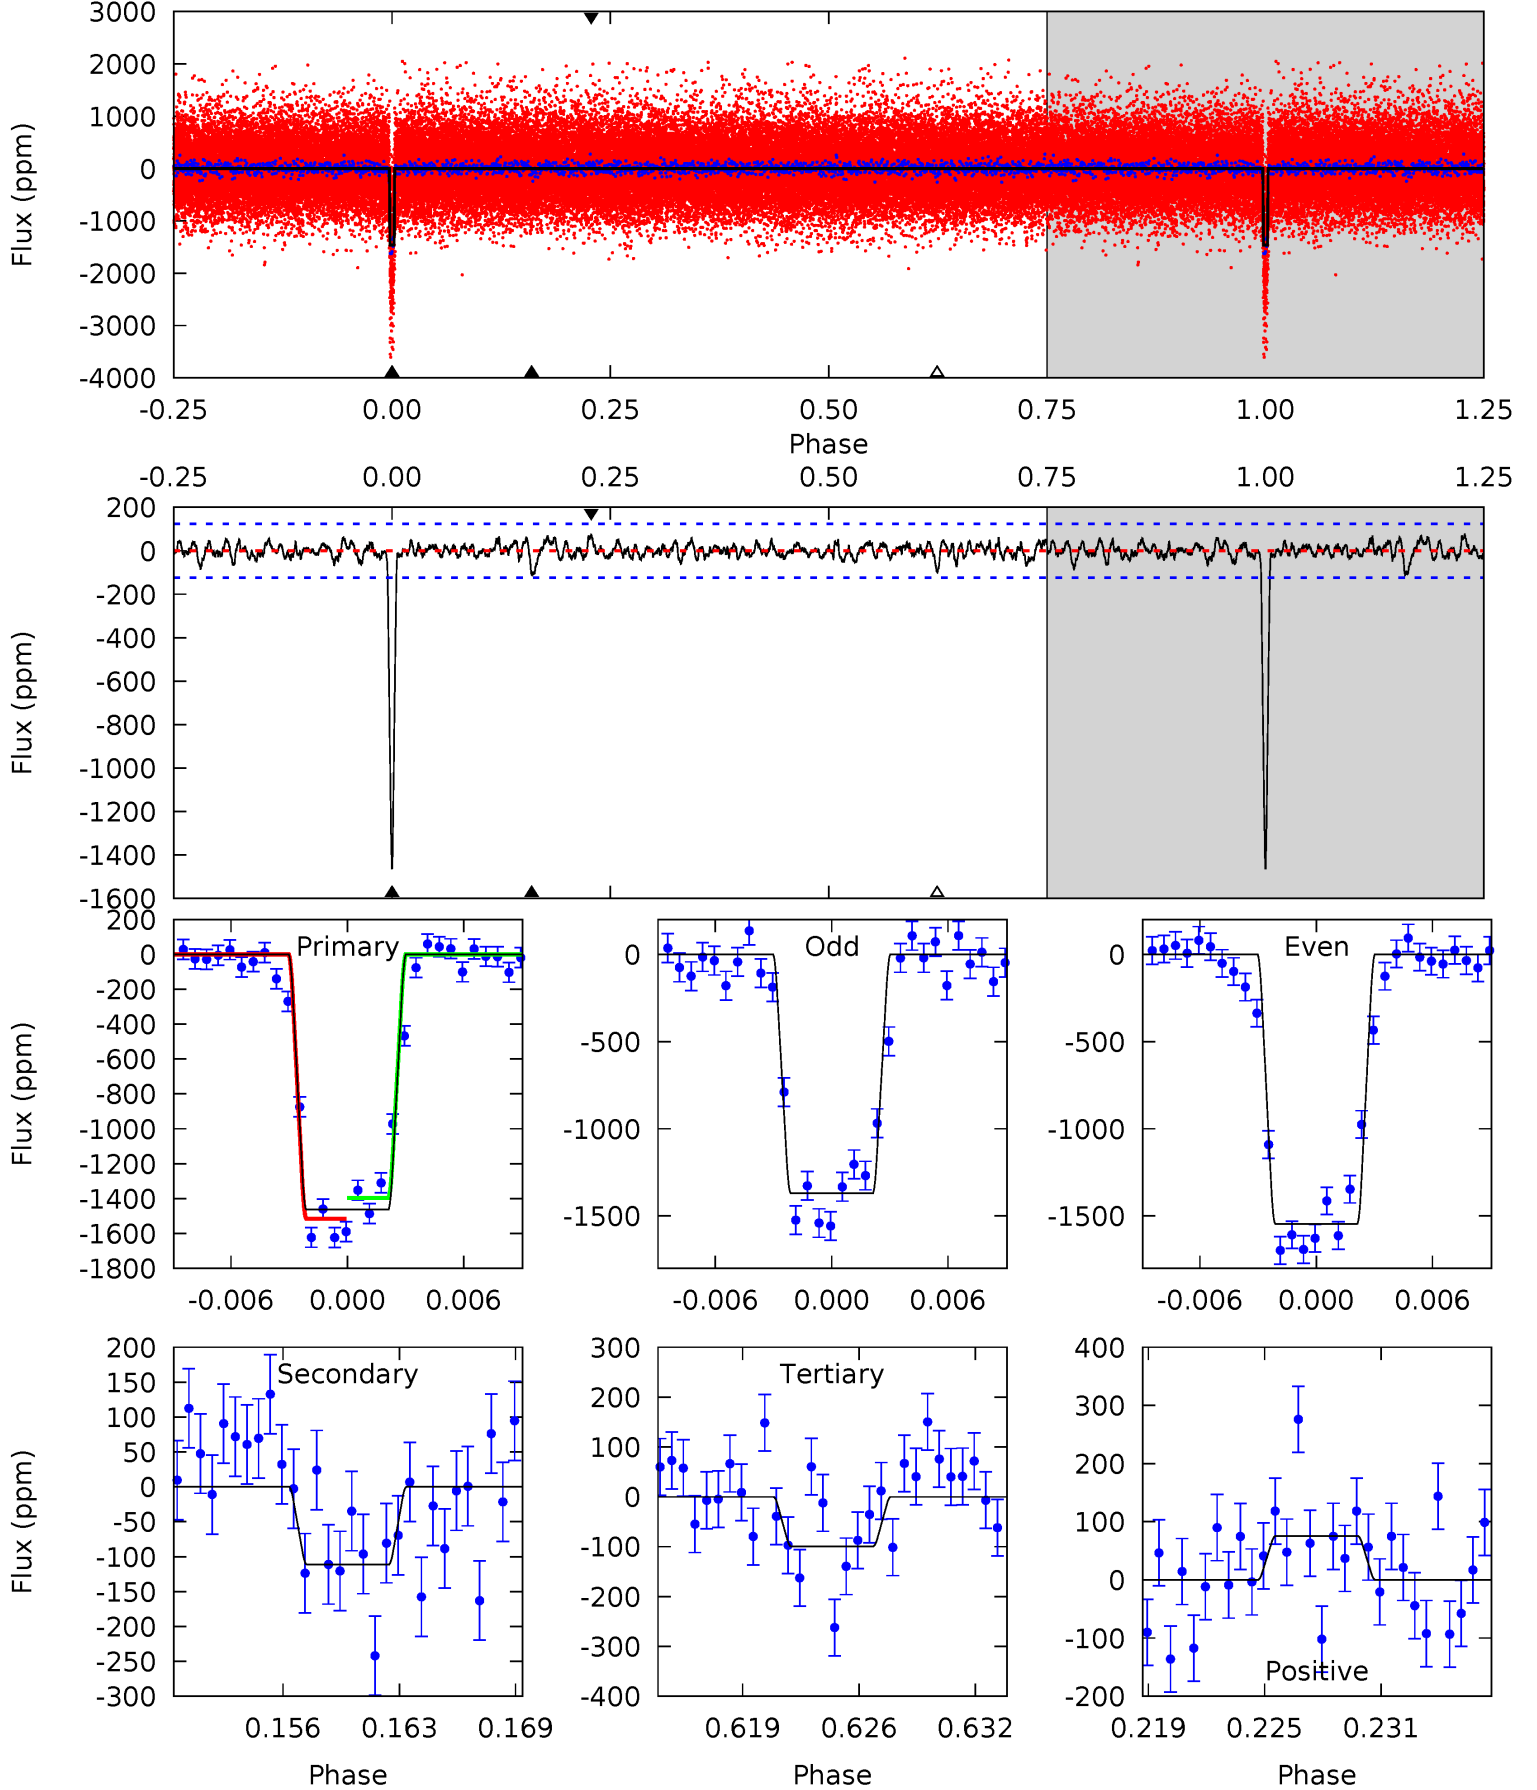 3000
2000
1000
0
-1000
-2000
-3000
-4000
Flux (ppm)
-0.25 0.00 0.25 0.50 0.75 1.00 1.25
Phase
-0.25 0.00 0.25 0.50 0.75 1.00 1.25
200
0
-200
-400
-600
-800
-1000
-1200
-1400
-1600
Flux (ppm)
Primary
200
0
-200
-400
-600
-800
-1000
-1200
-1400
-1600
-1800
Flux (ppm)
-0.006 0.000 0.006
Odd
0
-500
-1000
-1500
-0.006 0.000 0.006
Even
0
-500
-1000
-1500
-0.006 0.000 0.006
Secondary
200
150
100
50
0
-50
-100
-150
-200
-250
-300
Flux (ppm)
0.156 0.163 0.169
Phase
Tertiary
300
200
100
0
-100
-200
-300
-400
0.619 0.626 0.632
Phase
400
300
200
100
0
-100
-200
Positive
0.219 0.225 0.231
Phase